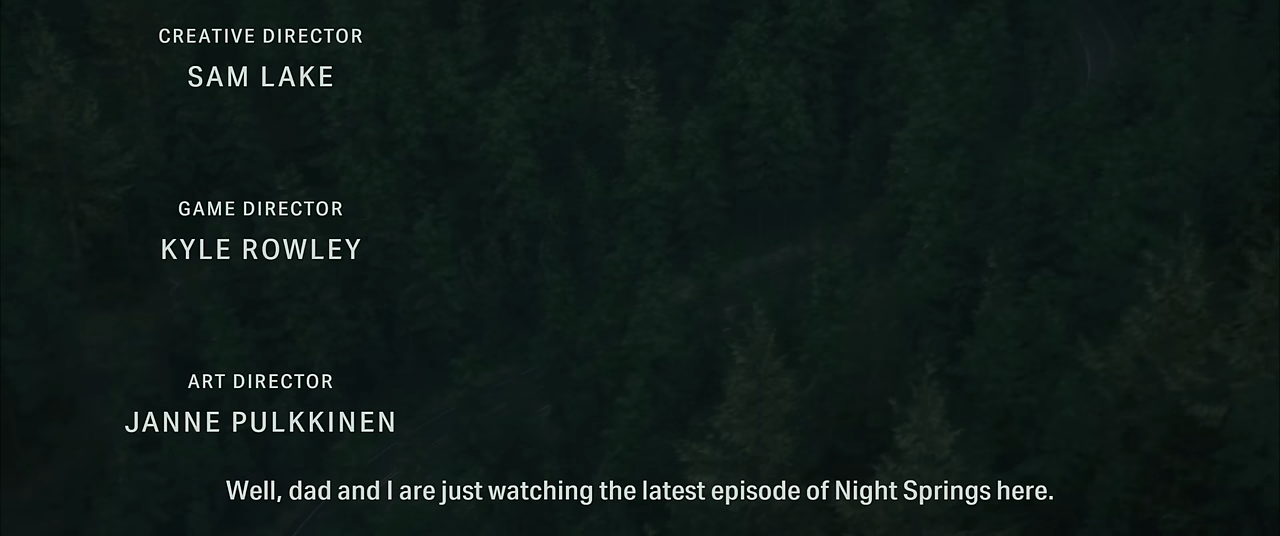 CREATIVE DIRECTOR
SAM LAKE
GAME DIRECTOR
KYLE ROWLEY
ART DIRECTOR
JANNE PULKKINEN
Well, dad and I are just watching the latest episode of Night Springs here.